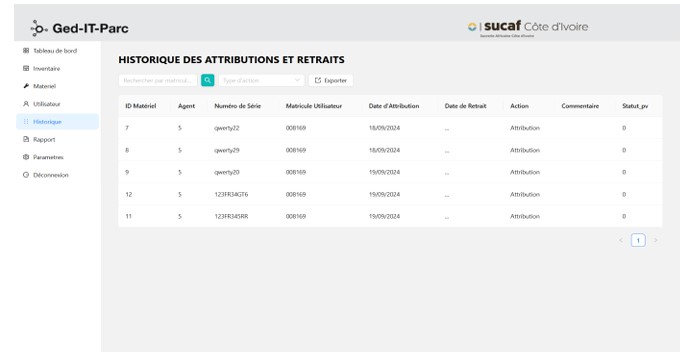 Ged-IT-Parc
sucaf Côte d'Ivoire
Tableau de bord
Inventaire
Materiel
Utilisateur
Historique
Rapport
Parametres
Déconnexion
HISTORIQUE DES ATTRIBUTIONS ET RETRAITS
Rechercher par matricul... Type d'action Exporter
ID Matériel Agent Numéro de Série Matricule Utilisateur Date d'Attribution Date de Retrait Action Commentaire Statut_pv
7 5 qwerty22 008169 18/09/2024 ... Attribution 0
8 5 qwerty29 008169 18/09/2024 ... Attribution 0
9 5 qwerty20 008169 19/09/2024 ... Attribution 0
12 5 123FR34GT6 008169 19/09/2024 ... Attribution 0
11 5 123FR345RR 008169 19/09/2024 ... Attribution 0
< 1 >